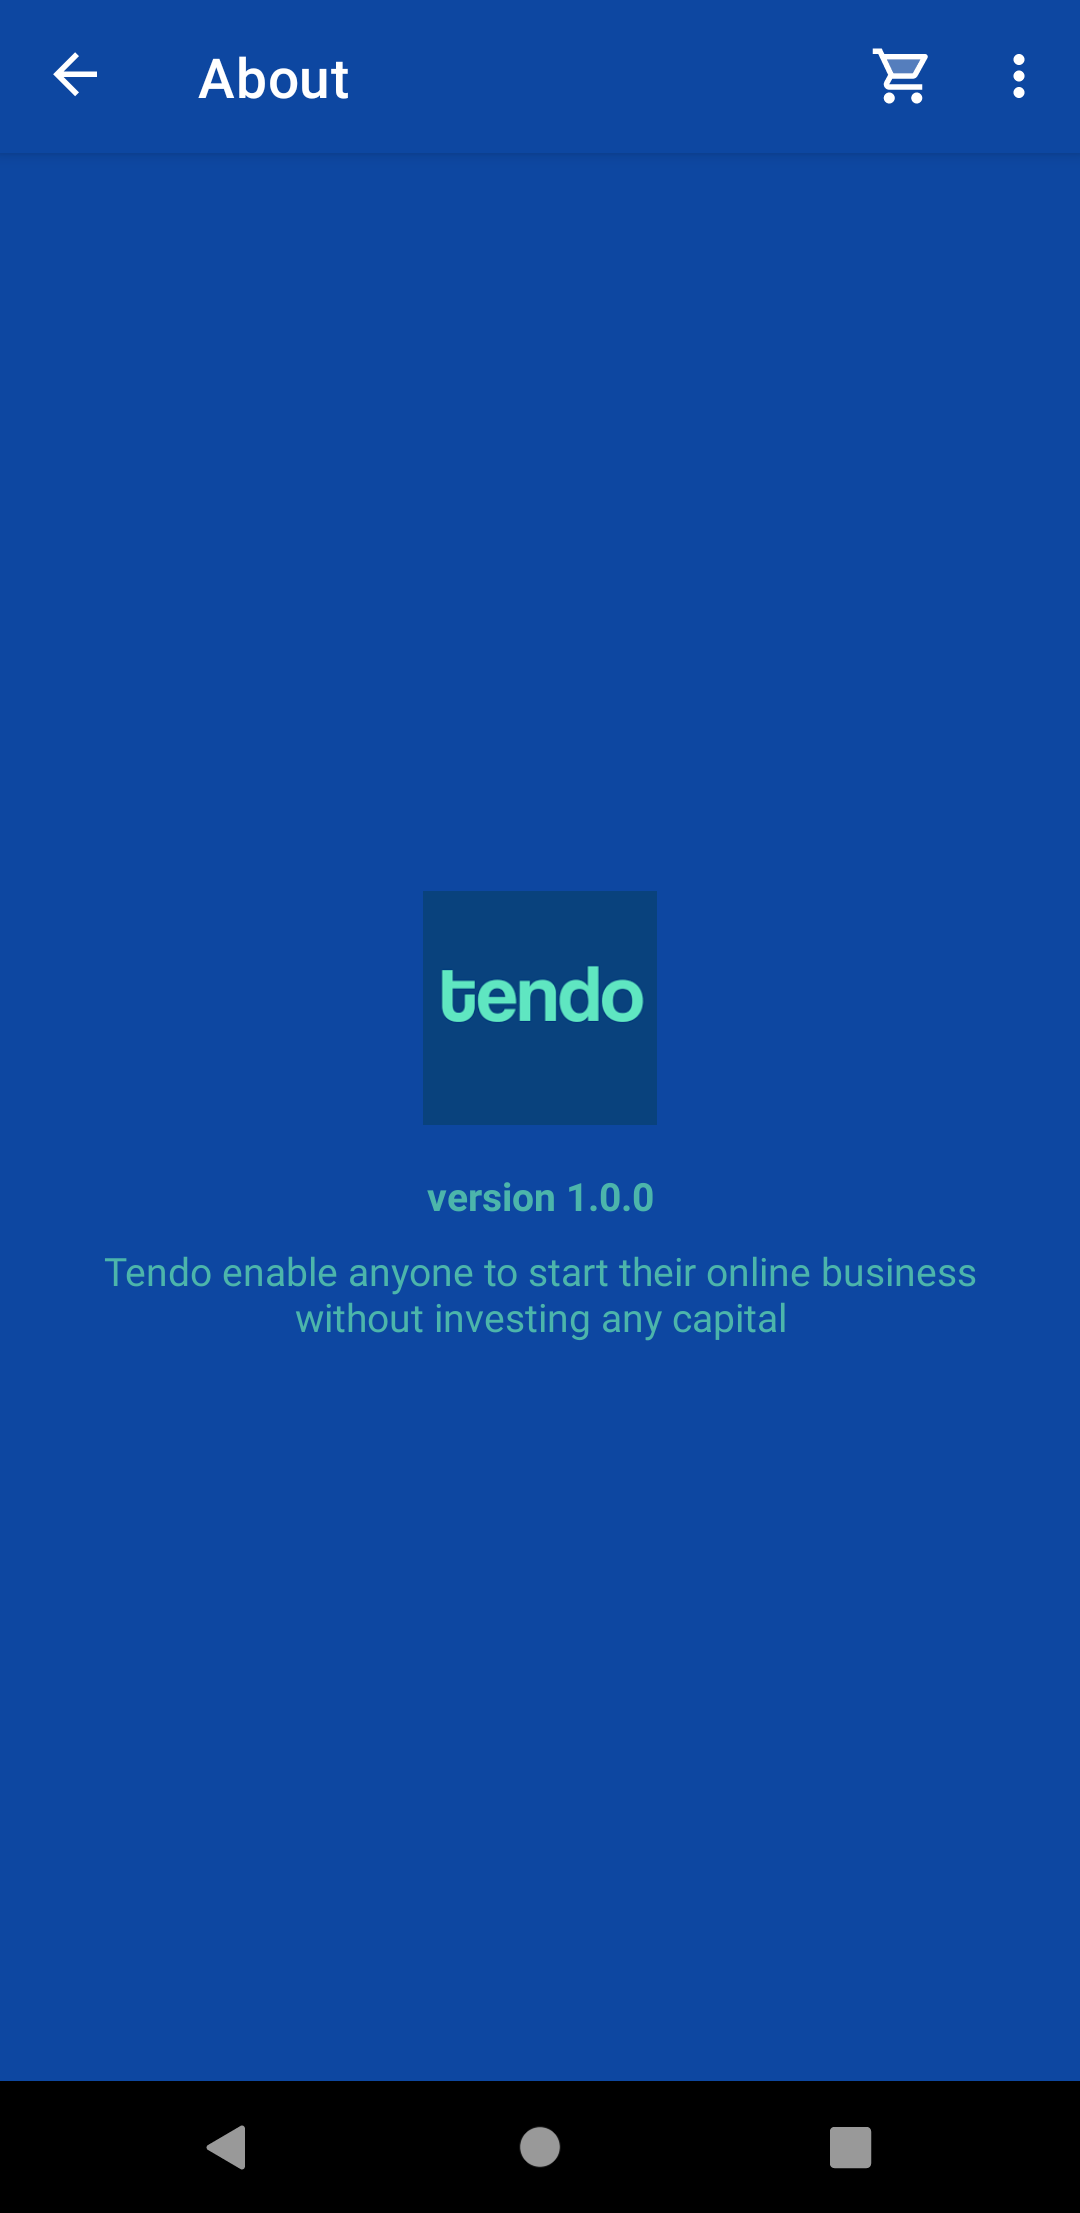 About
tendo
version 1.0.0
Tendo enable anyone to start their online business
without investing any capital